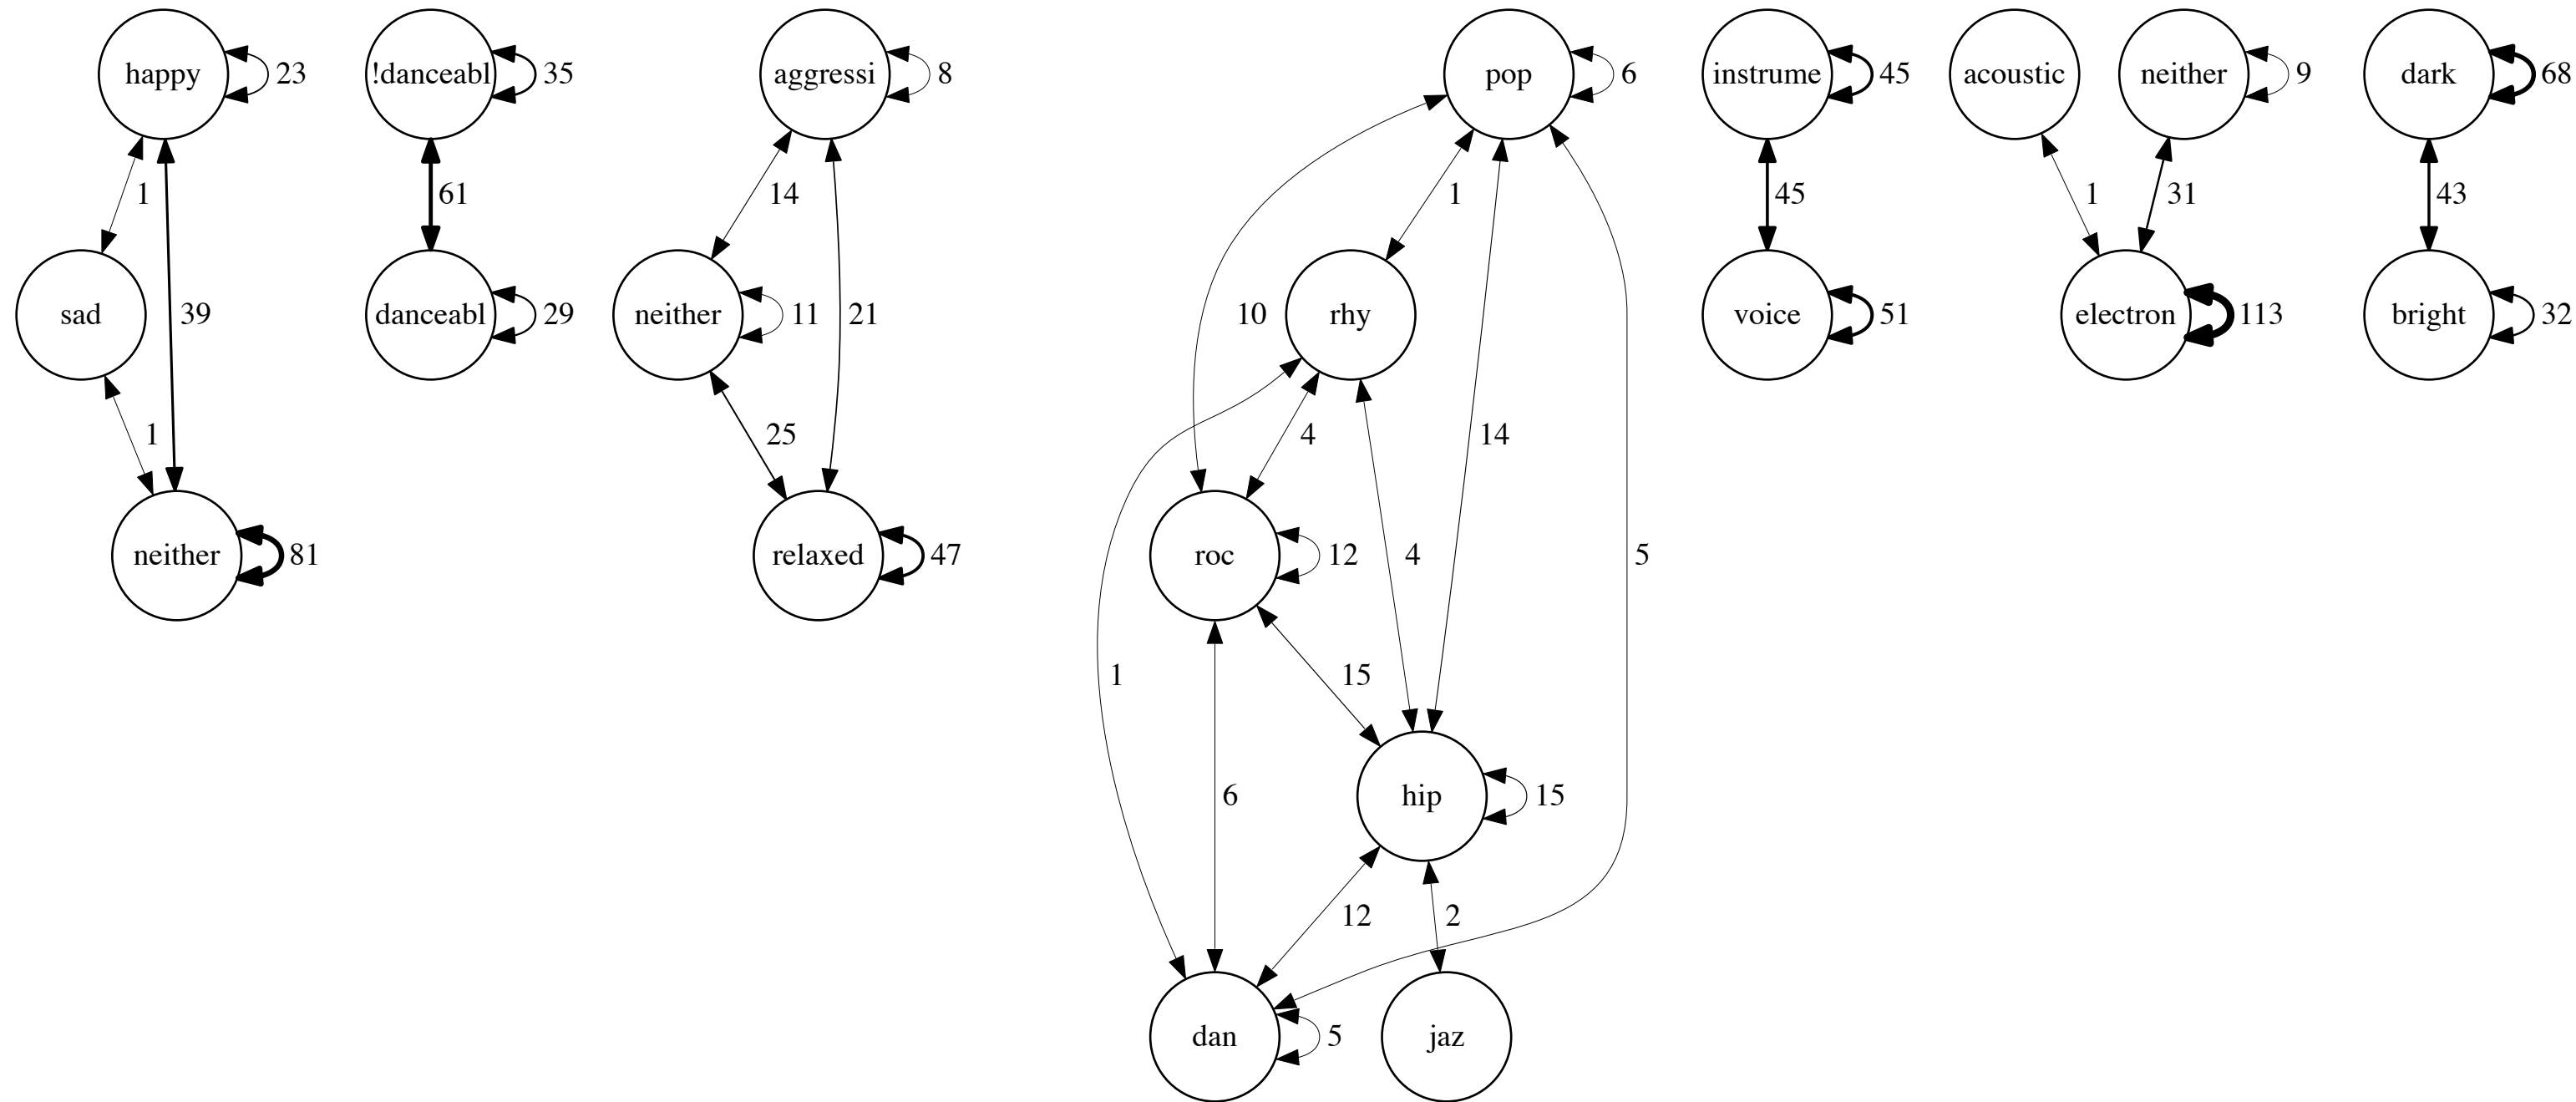 happy
23
!danceabl
35
aggressi
8
pop
6
instrume
45
acoustic
neither
9
dark
68
1
61
14
1
45
1
31
43
sad
39
danceabl
29
neither
11
21
10
rhy
voice
51
electron
113
bright
32
1
25
4
14
neither
81
relaxed
47
roc
12
4
5
1
15
6
hip
15
12
2
dan
5
jaz